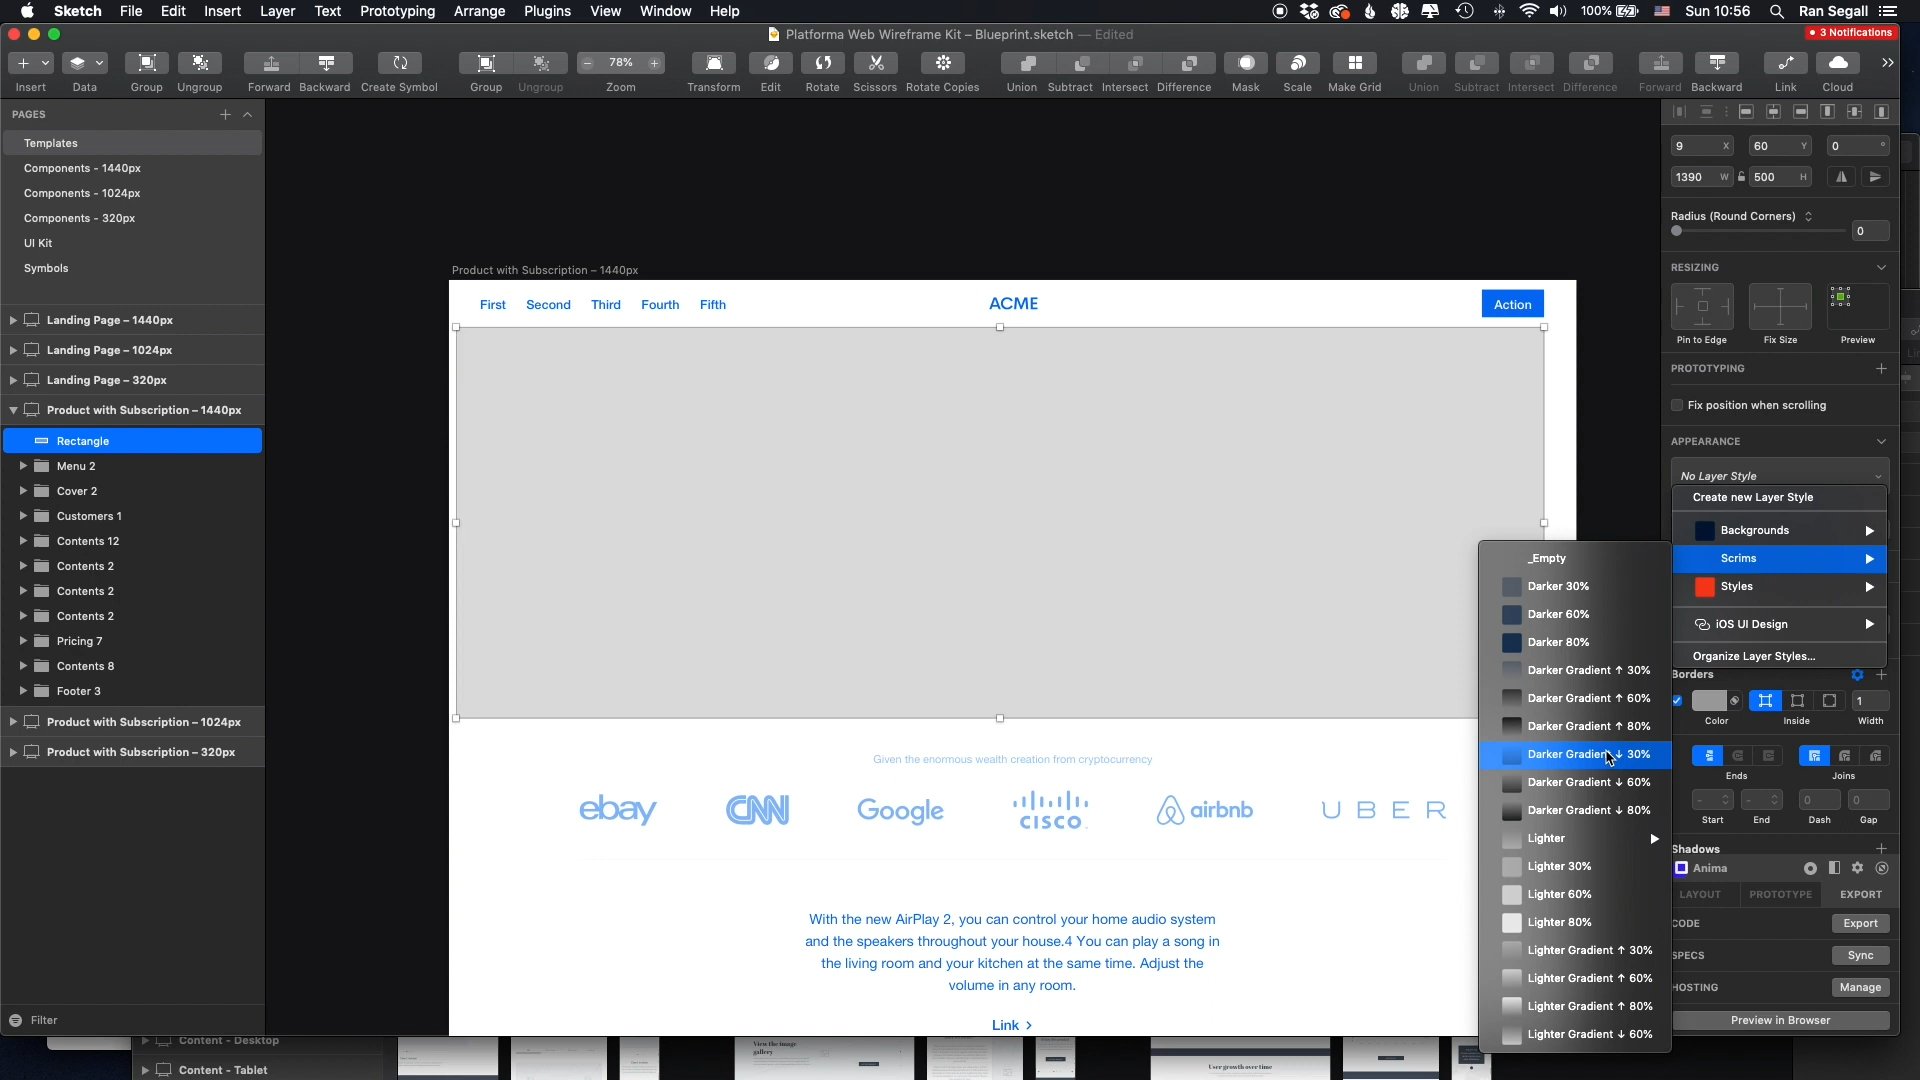 Sketch File Edit Insert Layer Text Prototyping Arrange Plugins View Window Help 100% Sun 10:56 Ran Segall
Platforma Web Wireframe Kit – Blueprint.sketch — Edited
3 Notifications
78%
Insert Data Group Ungroup Forward Backward Create Symbol Group Ungroup Zoom Transform Edit Rotate Scissors Rotate Copies Union Subtract Intersect Difference Mask Scale Make Grid Union Subtract Intersect Difference Forward Backward Link Cloud
PAGES
Templates
Components - 1440px
Components - 1024px
Components - 320px
UI Kit
Symbols
Landing Page – 1440px
Landing Page – 1024px
Landing Page – 320px
Product with Subscription – 1440px
Rectangle
Menu 2
Cover 2
Customers 1
Contents 12
Contents 2
Contents 2
Contents 2
Pricing 7
Contents 8
Footer 3
Product with Subscription – 1024px
Product with Subscription – 320px
Filter
Content - Desktop
Content - Tablet
Product with Subscription – 1440px
First Second Third Fourth Fifth ACME Action
Given the enormous wealth creation from cryptocurrency
ebay CNN Google CISCO airbnb UBER
With the new AirPlay 2, you can control your home audio system
and the speakers throughout your house.4 You can play a song in
the living room and your kitchen at the same time. Adjust the
volume in any room.
Link >
View the image
gallery
User growth over time
_Empty
Darker 30%
Darker 60%
Darker 80%
Darker Gradient ↑ 30%
Darker Gradient ↑ 60%
Darker Gradient ↑ 80%
Darker Gradient ↓ 30%
Darker Gradient ↓ 60%
Darker Gradient ↓ 80%
Lighter
Lighter 30%
Lighter 60%
Lighter 80%
Lighter Gradient ↑ 30%
Lighter Gradient ↑ 60%
Lighter Gradient ↑ 80%
Lighter Gradient ↓ 60%
9 X 60 Y 0 °
1390 W 500 H
Radius (Round Corners)
0
RESIZING
Pin to Edge Fix Size Preview
PROTOTYPING
Fix position when scrolling
APPEARANCE
No Layer Style
Create new Layer Style
Backgrounds
Scrims
Styles
iOS UI Design
Organize Layer Styles...
Borders
1
Color Inside Width
Ends Joins
- - 0 0
Start End Dash Gap
Shadows
Anima
LAYOUT PROTOTYPE EXPORT
CODE Export
SPECS Sync
HOSTING Manage
Preview in Browser